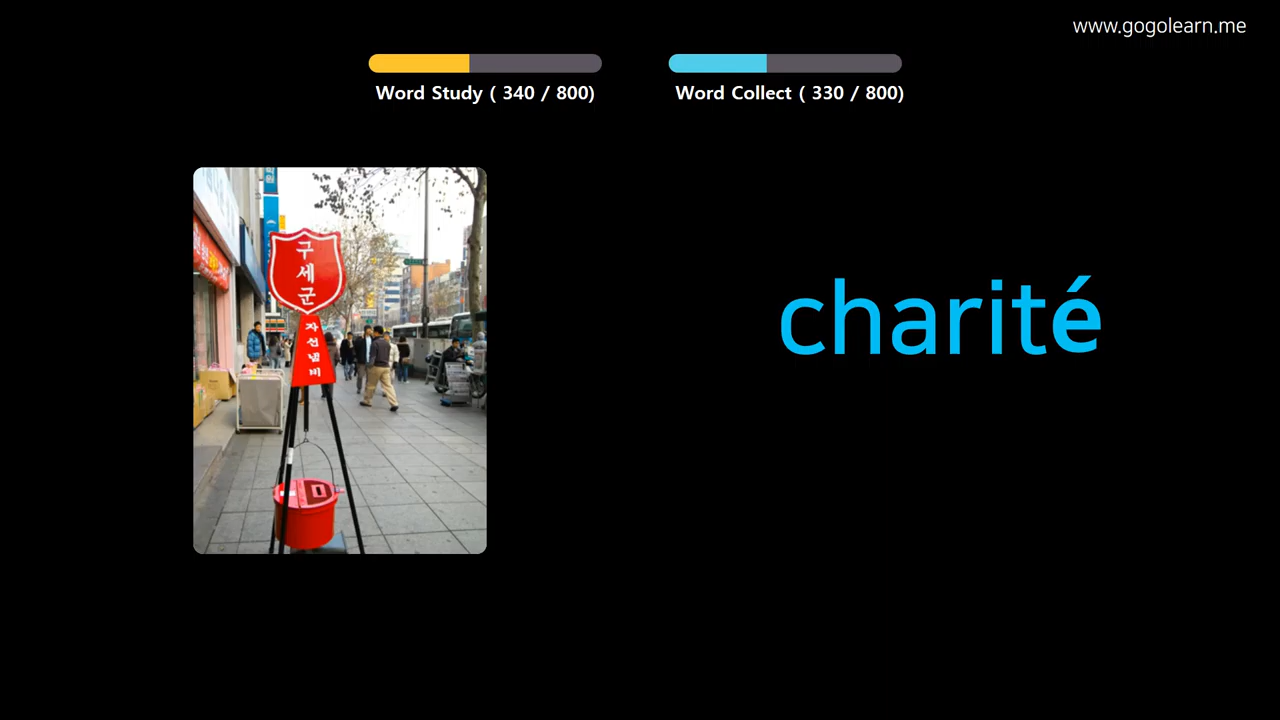 www.gogolearn.me
Word Study ( 340 / 800)
Word Collect ( 330 / 800)
구세군
자선냄비
charité